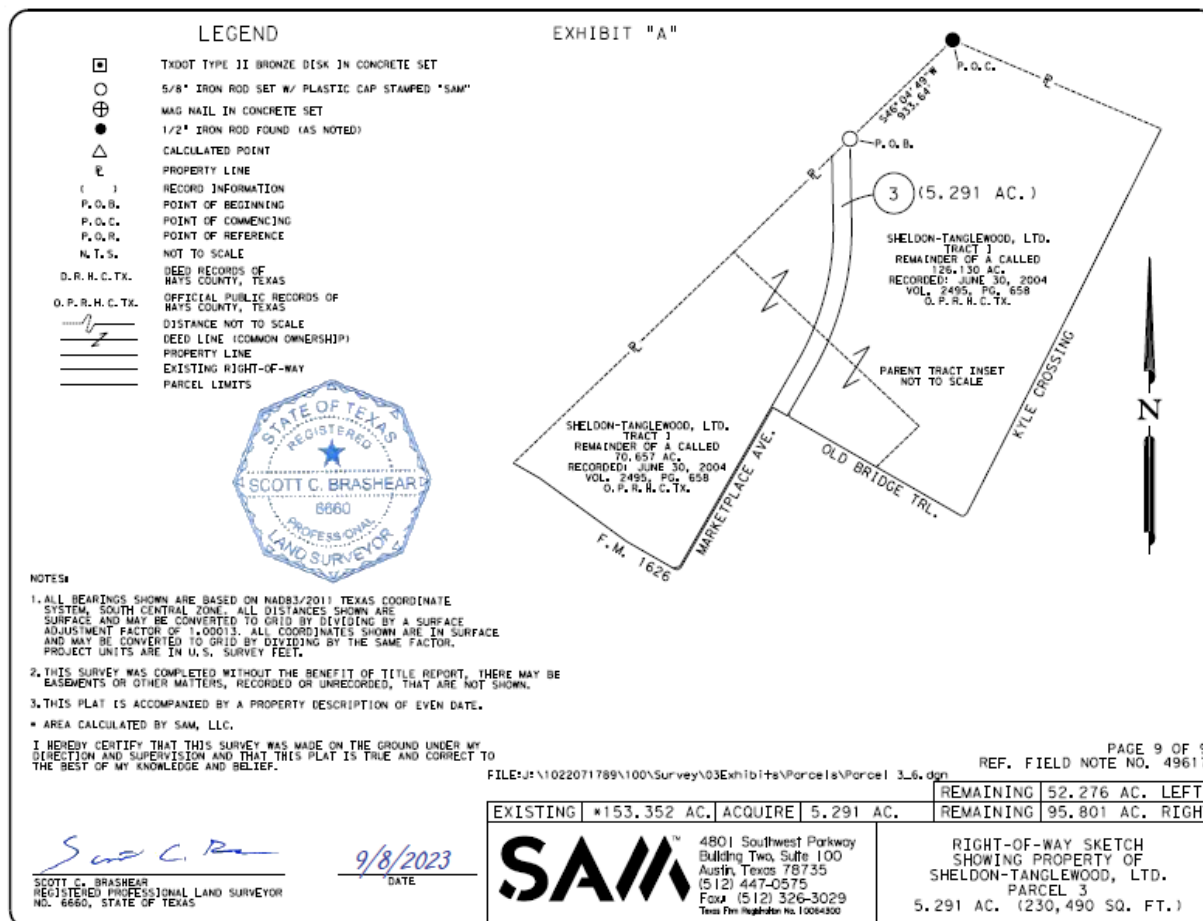 LEGEND
TXDOT TYPE II BRONZE DISK IN CONCRETE SET
5/8" IRON ROD SET W/ PLASTIC CAP STAMPED "SAM"
MAG NAIL IN CONCRETE SET
1/2" IRON ROD FOUND (AS NOTED)
CALCULATED POINT
PROPERTY LINE
( ) RECORD INFORMATION
P.O.B. POINT OF BEGINNING
P.O.C. POINT OF COMMENCING
P.O.R. POINT OF REFERENCE
N.T.S. NOT TO SCALE
D.R.H.C.TX. DEED RECORDS OF
HAYS COUNTY, TEXAS
O.P.R.H.C.TX. OFFICIAL PUBLIC RECORDS OF
HAYS COUNTY, TEXAS
DISTANCE NOT TO SCALE
DEED LINE (COMMON OWNERSHIP)
PROPERTY LINE
EXISTING RIGHT-OF-WAY
PARCEL LIMITS
EXHIBIT "A"
P.O.C.
S46°04'49"W
933.64'
P.O.B.
3 (5.291 AC.)
SHELDON-TANGLEWOOD, LTD.
TRACT 1
REMAINDER OF A CALLED
126.130 AC.
RECORDED: JUNE 30, 2004
VOL. 2495, PG. 658
O.P.R.H.C.TX.
PARENT TRACT INSET
NOT TO SCALE
KYLE CROSSING
OLD BRIDGE TRL.
MARKETPLACE AVE.
F.M. 1626
SHELDON-TANGLEWOOD, LTD.
TRACT 1
REMAINDER OF A CALLED
70.657 AC.
RECORDED: JUNE 30, 2004
VOL. 2495, PG. 658
O.P.R.H.C.TX.
N
STATE OF TEXAS
REGISTERED
SCOTT C. BRASHEAR
6660
PROFESSIONAL
LAND SURVEYOR
NOTES:
1. ALL BEARINGS SHOWN ARE BASED ON NAD83/2011 TEXAS COORDINATE
SYSTEM, SOUTH CENTRAL ZONE. ALL DISTANCES SHOWN ARE
SURFACE AND MAY BE CONVERTED TO GRID BY DIVIDING BY A SURFACE
ADJUSTMENT FACTOR OF 1.00013. ALL COORDINATES SHOWN ARE IN SURFACE
AND MAY BE CONVERTED TO GRID BY DIVIDING BY THE SAME FACTOR.
PROJECT UNITS ARE IN U.S. SURVEY FEET.
2. THIS SURVEY WAS COMPLETED WITHOUT THE BENEFIT OF TITLE REPORT, THERE MAY BE
EASEMENTS OR OTHER MATTERS, RECORDED OR UNRECORDED, THAT ARE NOT SHOWN.
3. THIS PLAT IS ACCOMPANIED BY A PROPERTY DESCRIPTION OF EVEN DATE.
* AREA CALCULATED BY SAM, LLC.
I HEREBY CERTIFY THAT THIS SURVEY WAS MADE ON THE GROUND UNDER MY
DIRECTION AND SUPERVISION AND THAT THIS PLAT IS TRUE AND CORRECT TO
THE BEST OF MY KNOWLEDGE AND BELIEF.
9/8/2023
DATE
SCOTT C. BRASHEAR
REGISTERED PROFESSIONAL LAND SURVEYOR
NO. 6660, STATE OF TEXAS
PAGE 9 OF 9
REF. FIELD NOTE NO. 4961
FILE:J:\1022071789\100\Survey\03Exhibits\Parcels\Parcel 3_6.dgn
REMAINING 52.276 AC. LEFT
EXISTING *153.352 AC. ACQUIRE 5.291 AC. REMAINING 95.801 AC. RIGH
SAM™
4801 Southwest Parkway
Building Two, Suite 100
Austin, Texas 78735
(512) 447-0575
Fax: (512) 326-3029
Texas Firm Registration No. 10064300
RIGHT-OF-WAY SKETCH
SHOWING PROPERTY OF
SHELDON-TANGLEWOOD, LTD.
PARCEL 3
5.291 AC. (230,490 SQ. FT.)